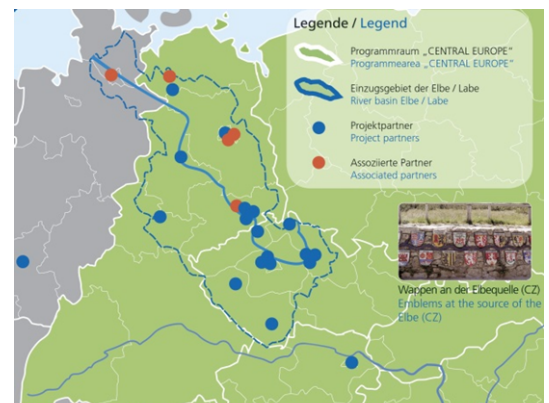 Legende / Legend
Programmraum „CENTRAL EUROPE“
Programmearea „CENTRAL EUROPE“
Einzugsgebiet der Elbe / Labe
River basin Elbe / Labe
Projektpartner
Project partners
Assoziierte Partner
Associated partners
Wappen an der Elbequelle (CZ)
Emblems at the source of the
Elbe (CZ)